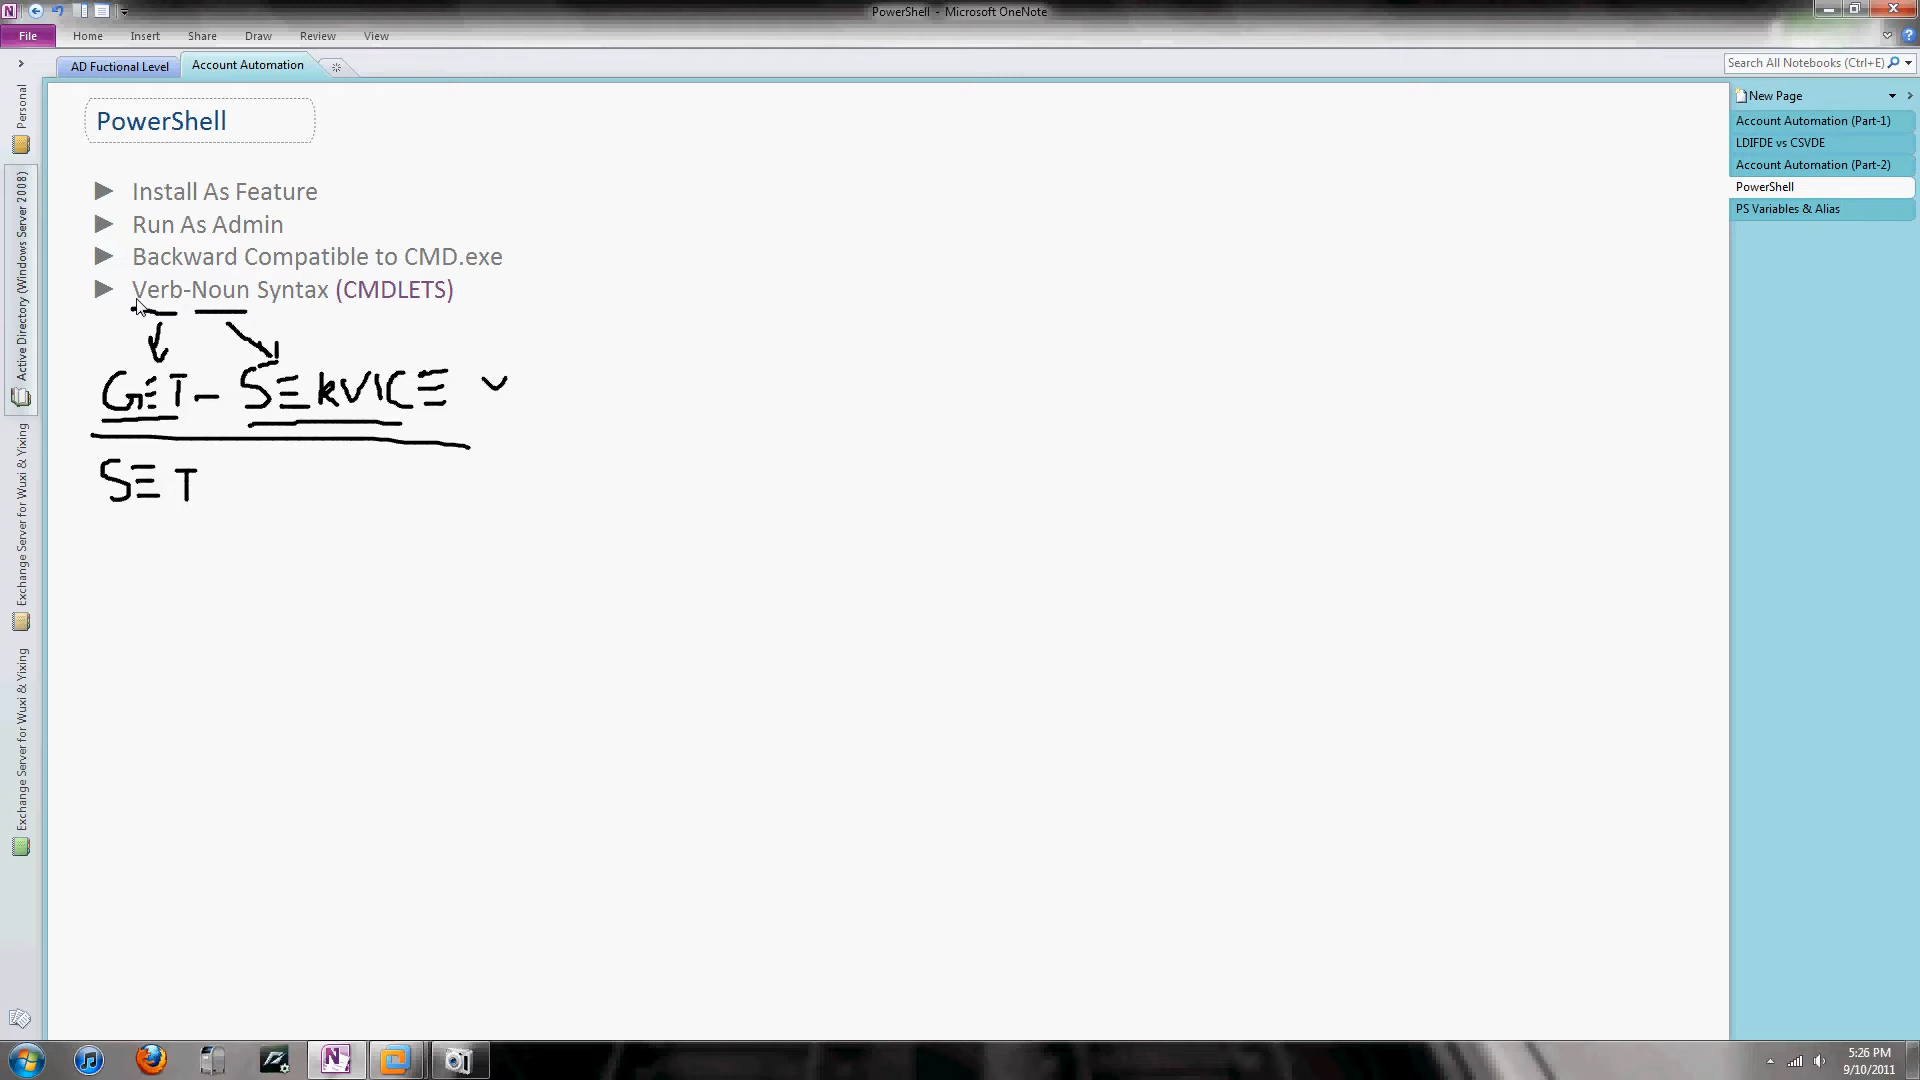 PowerShell - Microsoft OneNote
File Home Insert Share Draw Review View
AD Fuctional Level Account Automation
Search All Notebooks (Ctrl+E)
Personal
Active Directory (Windows Server 2008)
Exchange Server for Wuxi & Yixing
Exchange Server for Wuxi & Yixing
PowerShell
► Install As Feature
► Run As Admin
► Backward Compatible to CMD.exe
► Verb-Noun Syntax (CMDLETS)
GET - SERVICE
SET
New Page
Account Automation (Part-1)
LDIFDE vs CSVDE
Account Automation (Part-2)
PowerShell
PS Variables & Alias
5:26 PM
9/10/2011